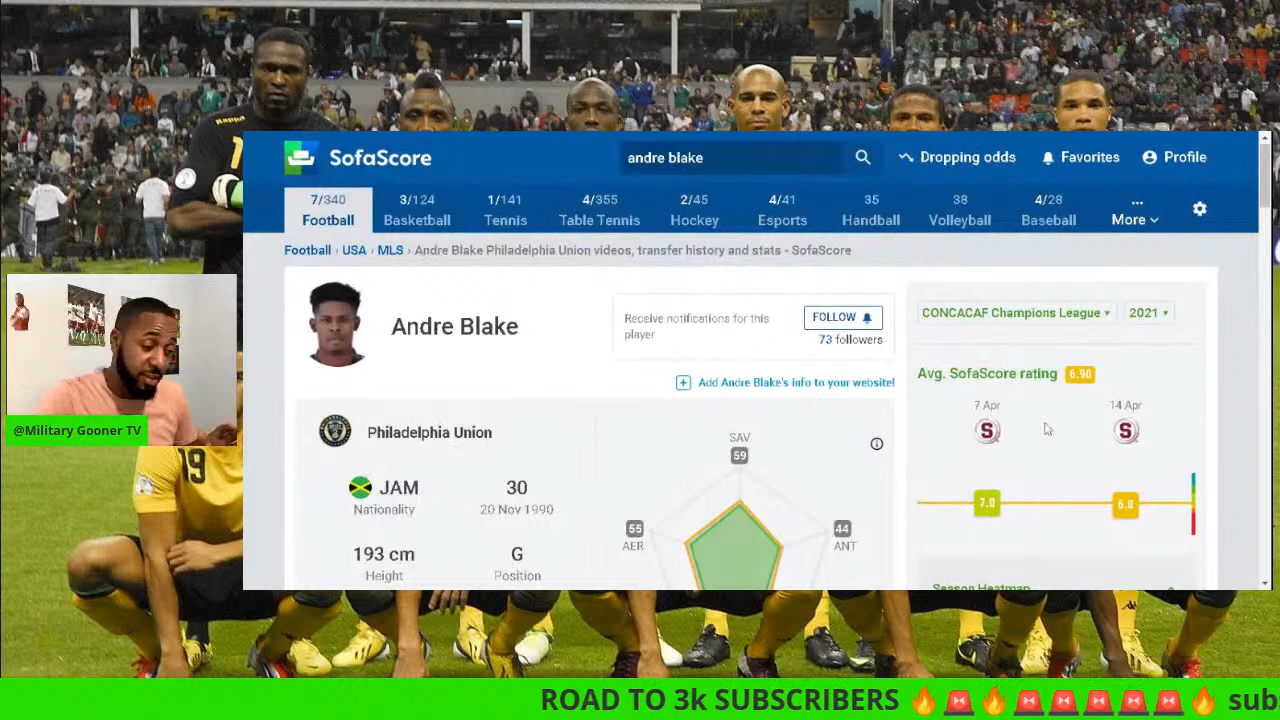 Kappa
SofaScore
andre blake
Dropping odds
Favorites
Profile
7/340
Football
3/124
Basketball
1/141
Tennis
4/355
Table Tennis
2/45
Hockey
4/41
Esports
35
Handball
38
Volleyball
4/28
Baseball
...
More
Football › USA › MLS › Andre Blake Philadelphia Union videos, transfer history and stats - SofaScore
Andre Blake
Receive notifications for this
player
FOLLOW
73 followers
+ Add Andre Blake's info to your website!
Philadelphia Union
JAM
Nationality
30
20 Nov 1990
193 cm
Height
G
Position
SAV
59
55
AER
44
ANT
CONCACAF Champions League
2021
Avg. SofaScore rating 6.90
7 Apr
14 Apr
S
S
7.0
6.8
Season Heatmap
@Military Gooner TV
19
ROAD TO 3k SUBSCRIBERS 🔥🚨🔥🚨🚨🚨🚨🚨🔥 sub